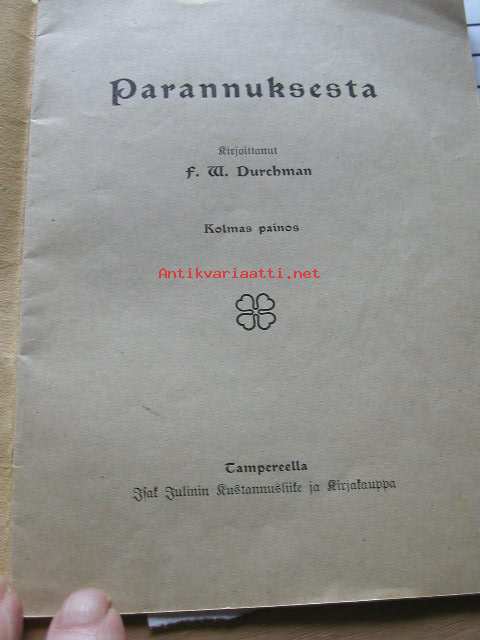 Parannuksesta
Kirjoittanut
F. W. Durchman
Kolmas painos
Antikvariaatti.net
Tampereella
Isak Julinin Kustannusliike ja Kirjakauppa